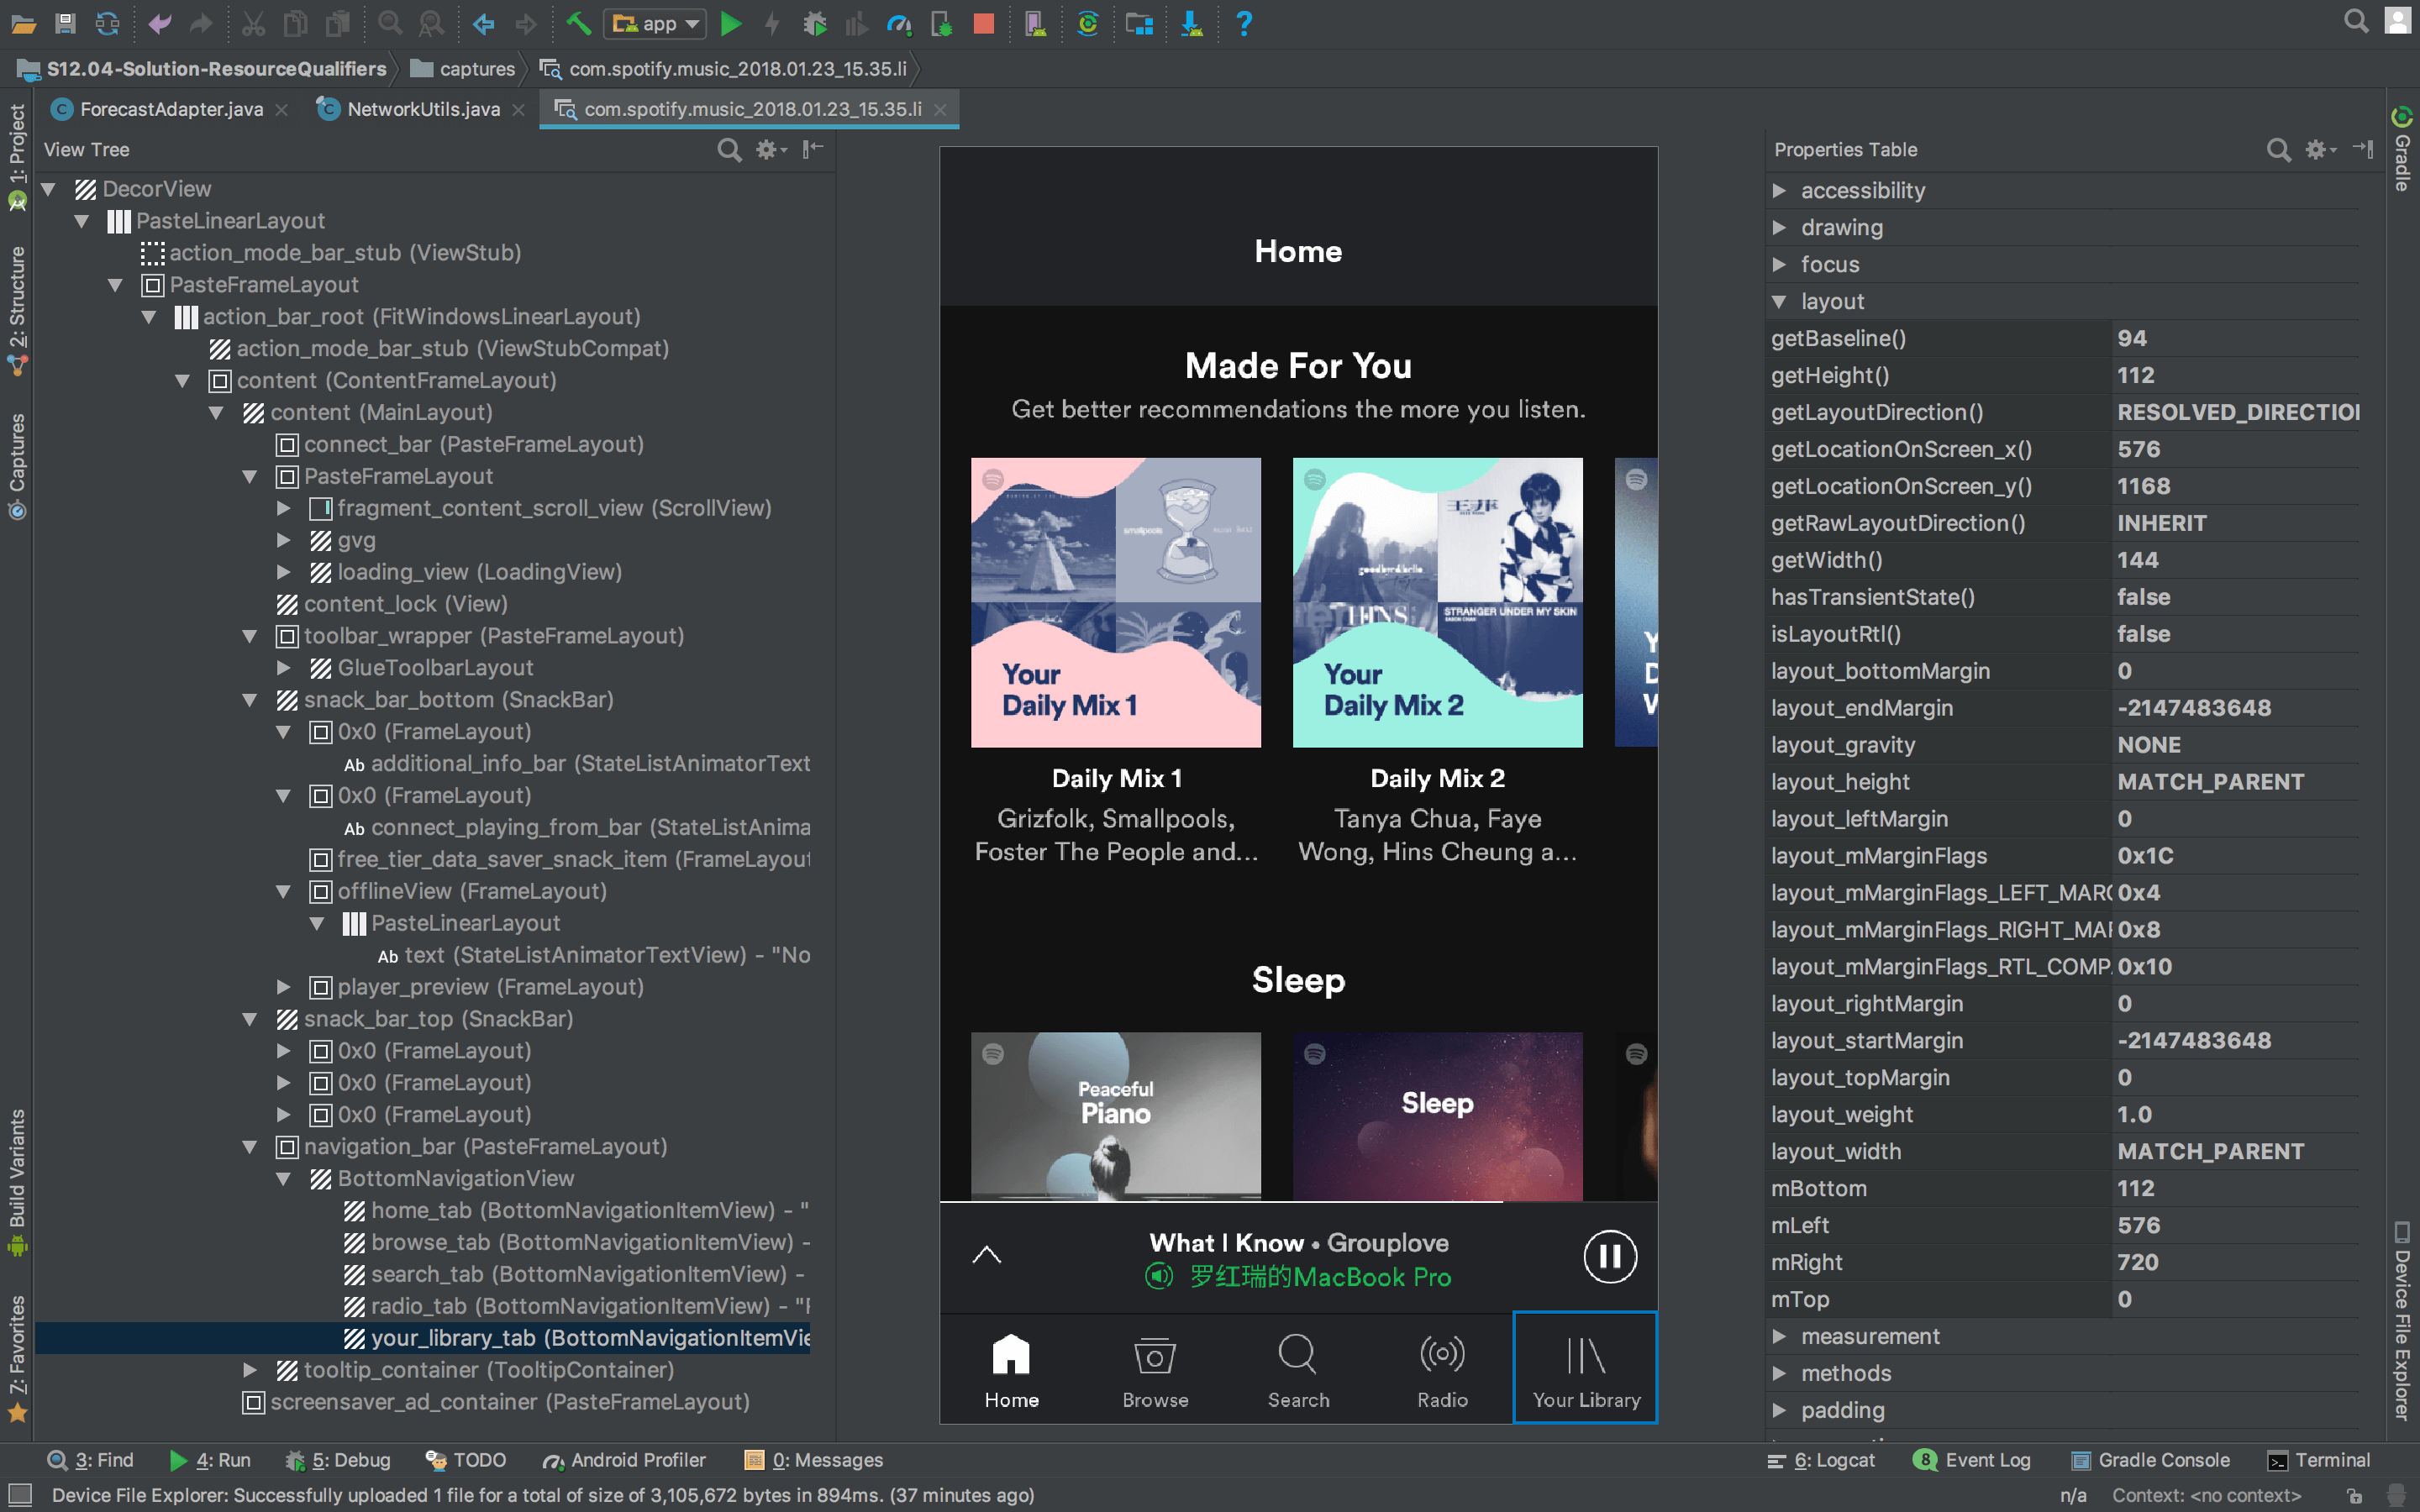 app
S12.04-Solution-ResourceQualifiers
captures
com.spotify.music_2018.01.23_15.35.li
ForecastAdapter.java
NetworkUtils.java
com.spotify.music_2018.01.23_15.35.li
1: Project
2: Structure
Captures
Build Variants
2: Favorites
View Tree
DecorView
PasteLinearLayout
action_mode_bar_stub (ViewStub)
PasteFrameLayout
action_bar_root (FitWindowsLinearLayout)
action_mode_bar_stub (ViewStubCompat)
content (ContentFrameLayout)
content (MainLayout)
connect_bar (PasteFrameLayout)
PasteFrameLayout
fragment_content_scroll_view (ScrollView)
gvg
loading_view (LoadingView)
content_lock (View)
toolbar_wrapper (PasteFrameLayout)
GlueToolbarLayout
snack_bar_bottom (SnackBar)
0x0 (FrameLayout)
Ab additional_info_bar (StateListAnimatorText
0x0 (FrameLayout)
Ab connect_playing_from_bar (StateListAnima
free_tier_data_saver_snack_item (FrameLayout
offlineView (FrameLayout)
PasteLinearLayout
Ab text (StateListAnimatorTextView) - "No
player_preview (FrameLayout)
snack_bar_top (SnackBar)
0x0 (FrameLayout)
0x0 (FrameLayout)
0x0 (FrameLayout)
navigation_bar (PasteFrameLayout)
BottomNavigationView
home_tab (BottomNavigationItemView) - "
browse_tab (BottomNavigationItemView) -
search_tab (BottomNavigationItemView) -
radio_tab (BottomNavigationItemView) - "
your_library_tab (BottomNavigationItemVie
tooltip_container (TooltipContainer)
screensaver_ad_container (PasteFrameLayout)
Home
Made For You
Get better recommendations the more you listen.
smallpools
王菲
THINS
STRANGER UNDER MY SKIN
EASON CHAN
Your
Daily Mix 1
Your
Daily Mix 2
Y
D
W
Daily Mix 1
Grizfolk, Smallpools,
Foster The People and...
Daily Mix 2
Tanya Chua, Faye
Wong, Hins Cheung a...
Sleep
Peaceful
Piano
Sleep
What I Know • Grouplove
罗红瑞的MacBook Pro
Home
Browse
Search
Radio
Your Library
Properties Table
accessibility
drawing
focus
layout
getBaseline() 94
getHeight() 112
getLayoutDirection() RESOLVED_DIRECTION
getLocationOnScreen_x() 576
getLocationOnScreen_y() 1168
getRawLayoutDirection() INHERIT
getWidth() 144
hasTransientState() false
isLayoutRtl() false
layout_bottomMargin 0
layout_endMargin -2147483648
layout_gravity NONE
layout_height MATCH_PARENT
layout_leftMargin 0
layout_mMarginFlags 0x1C
layout_mMarginFlags_LEFT_MARG 0x4
layout_mMarginFlags_RIGHT_MAR 0x8
layout_mMarginFlags_RTL_COMP 0x10
layout_rightMargin 0
layout_startMargin -2147483648
layout_topMargin 0
layout_weight 1.0
layout_width MATCH_PARENT
mBottom 112
mLeft 576
mRight 720
mTop 0
measurement
methods
padding
Gradle
Device File Explorer
3: Find
4: Run
5: Debug
TODO
Android Profiler
0: Messages
6: Logcat
8 Event Log
Gradle Console
Terminal
Device File Explorer: Successfully uploaded 1 file for a total of size of 3,105,672 bytes in 894ms. (37 minutes ago)
n/a
Context: <no context>